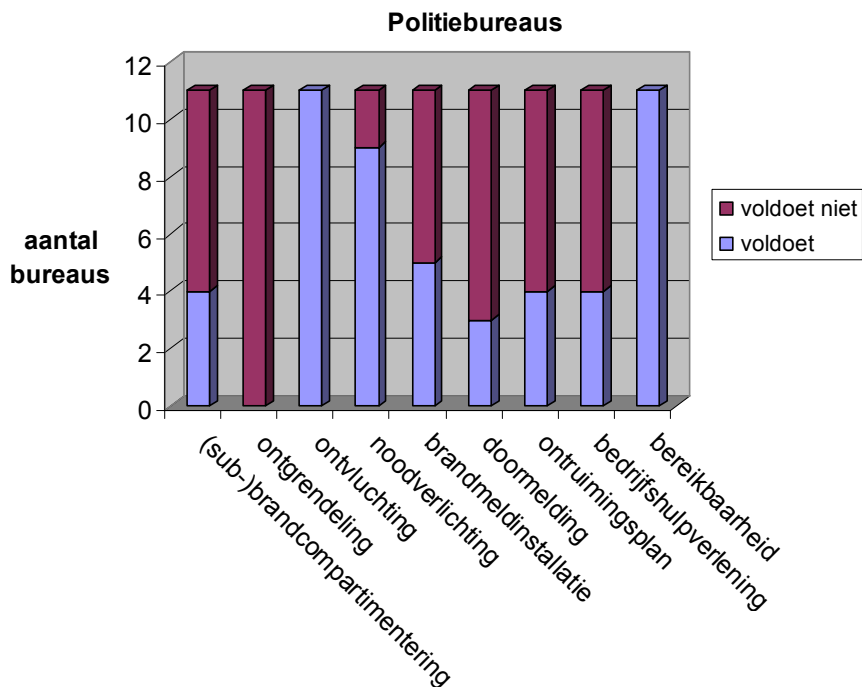 Politiebureaus
12
10
8
6
4
2
0
aantal
bureaus
(sub-)brandcompartimentering
ontgrendeling
ontvluchting
noodverlichting
brandmeldinstallatie
doormelding
ontruimingsplan
bedrijfshulpverlening
bereikbaarheid
voldoet niet
voldoet